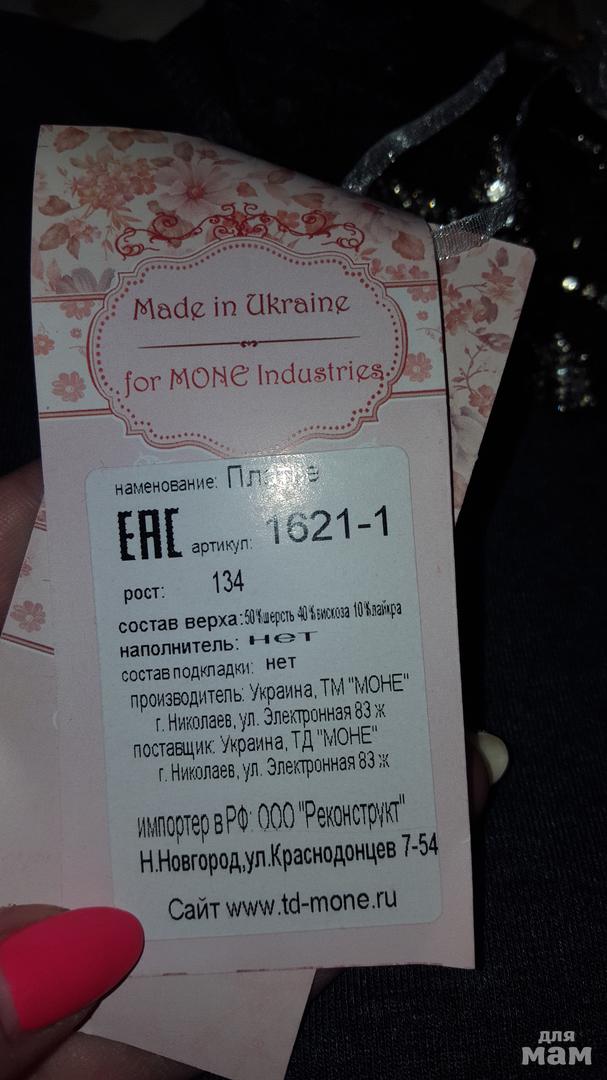 Made in Ukraine
for MONE Industries
наменование: Платье
EAC артикул: 1621-1
рост: 134
состав верха:50%шерсть 40%вискоза 10%лайкра
наполнитель: нет
состав подкладки: нет
производитель: Украина, ТМ "МОНЕ"
г. Николаев, ул. Электронная 83 ж
поставщик: Украина, ТД "МОНЕ"
г. Николаев, ул. Электронная 83 ж
импортер в РФ: ООО "Реконструкт"
Н.Новгород,ул.Краснодонцев 7-54
Сайт www.td-mone.ru
для
мам